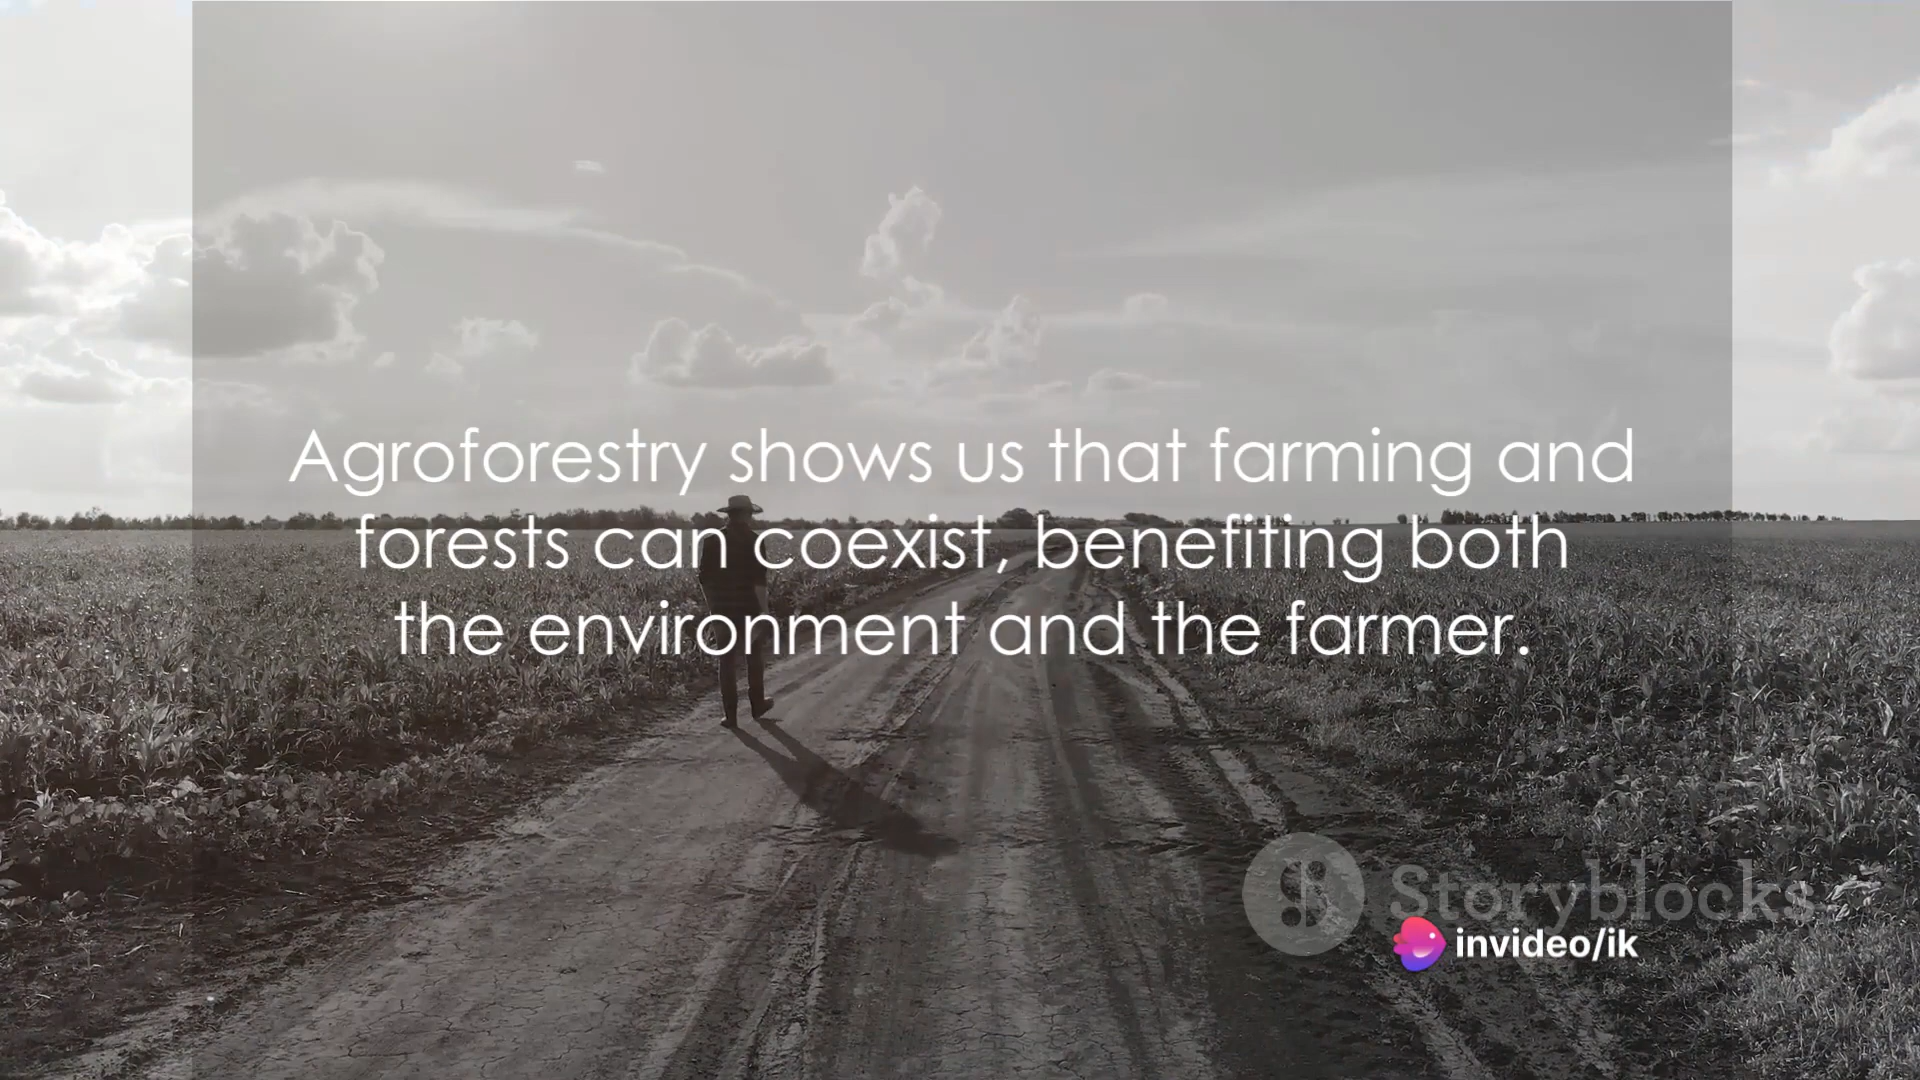 Agroforestry shows us that farming and
forests can coexist, benefiting both
the environment and the farmer.
Storyblocks
invideo/ik